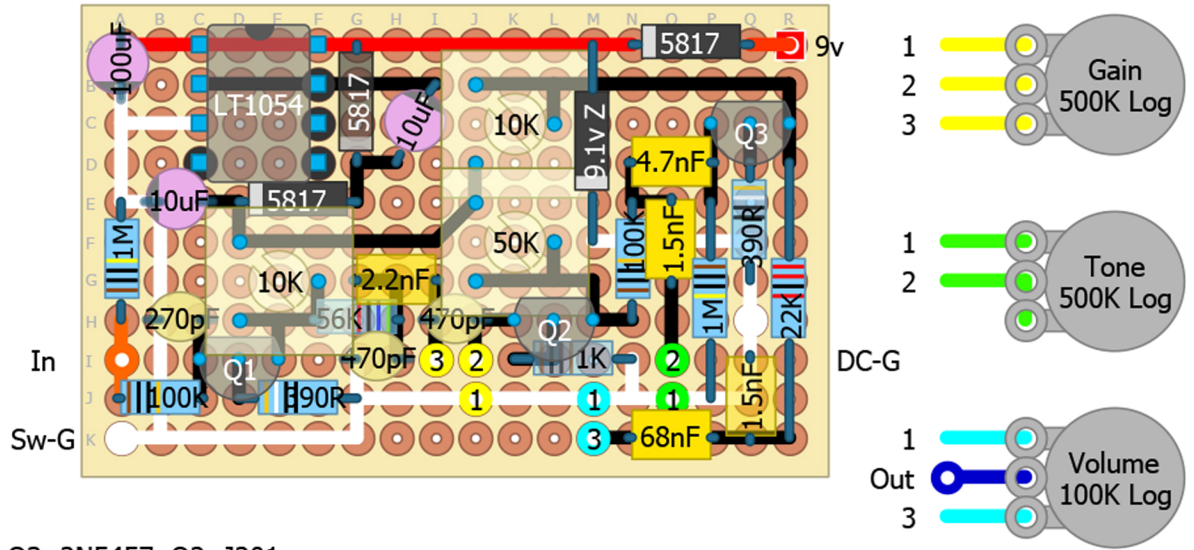 A B C D E F G H I J K L M N O P Q R
A
100uF
5817
9v
B
LT1054
5817
10uF
10K
9.1v Z
C
Q3
D
4.7nF
E
10uF
5817
F
1M
50K
100K
1.5nF
390R
G
10K
2.2nF
1M
22K
H
270pF
56K
470pF
Q2
In
I
Q1
70pF
3
2
1K
2
DC-G
J
100K
390R
1
1
1
1.5nF
Sw-G
K
3
68nF
1
2
3
Gain
500K Log
1
2
Tone
500K Log
1
Out
3
Volume
100K Log